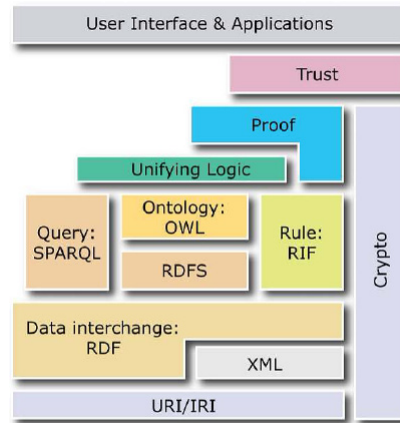 User Interface & Applications
Trust
Proof
Unifying Logic
Query:
SPARQL
Ontology:
OWL
RDFS
Rule:
RIF
Crypto
Data interchange:
RDF
XML
URI/IRI